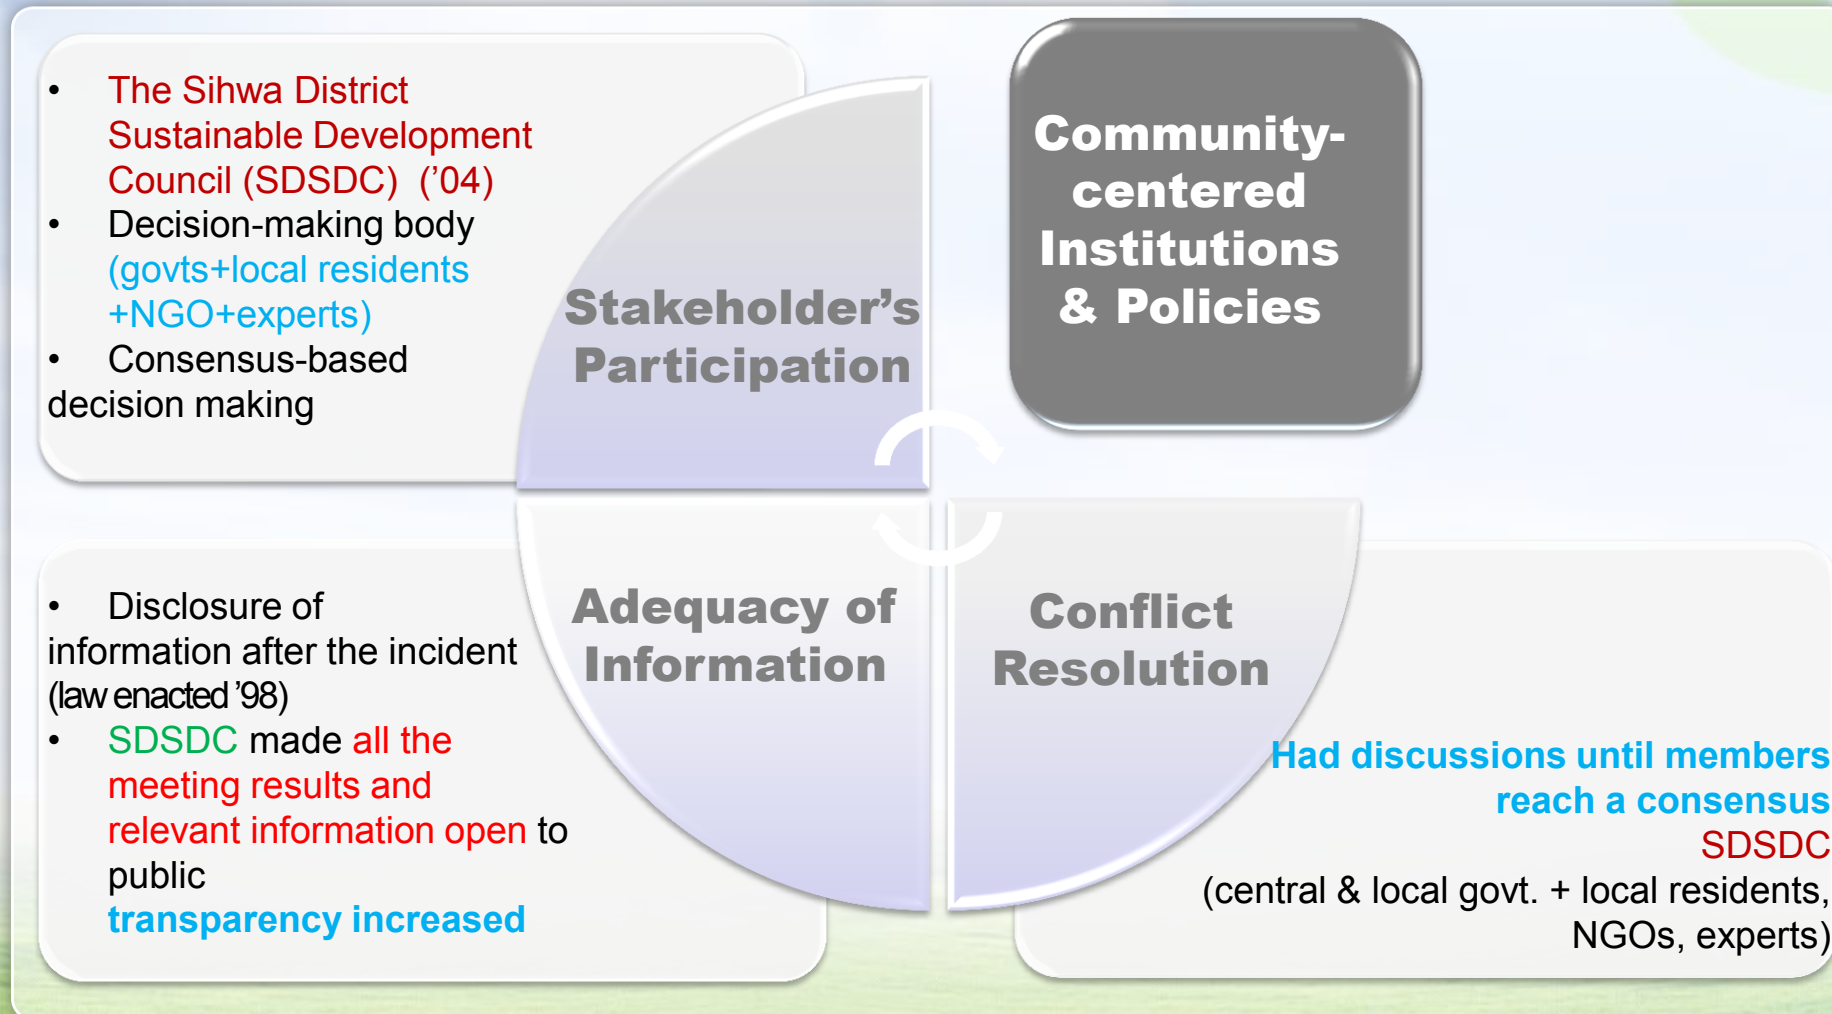 • The Sihwa District
Sustainable Development
Council (SDSDC) (’04)
• Decision-making body
(govts+local residents
+NGO+experts)
• Consensus-based
decision making
Stakeholder’s
Participation
Community-
centered
Institutions
& Policies
• Disclosure of
information after the incident
(law enacted ’98)
• SDSDC made all the
meeting results and
relevant information open to
public
transparency increased
Adequacy of
Information
Conflict
Resolution
Had discussions until members
reach a consensus
SDSDC
(central & local govt. + local residents,
NGOs, experts)